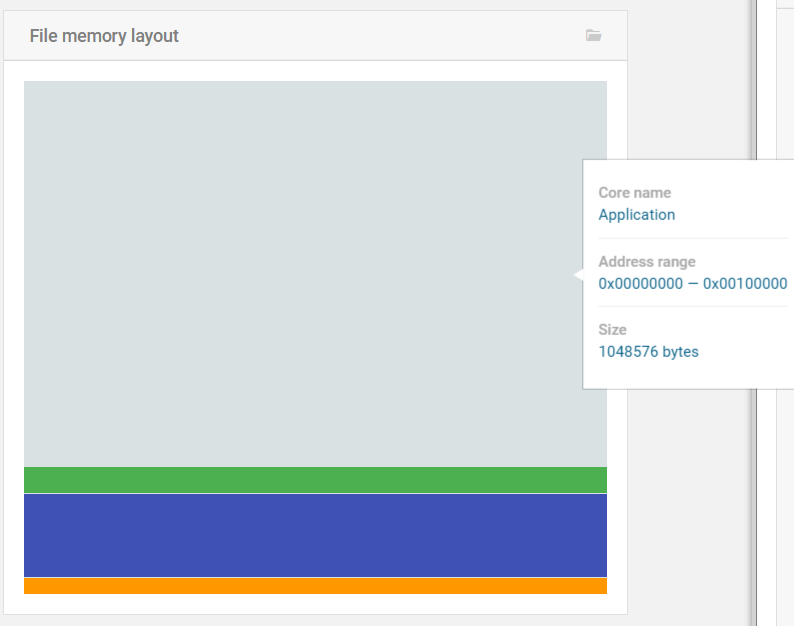 File memory layout
Core name
Application
Address range
0x00000000 — 0x00100000
Size
1048576 bytes